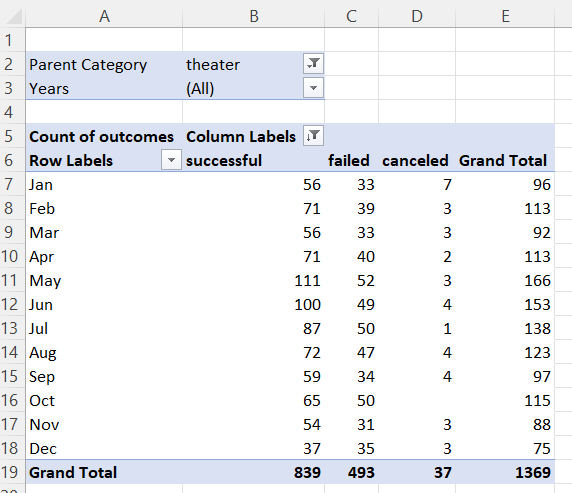 A B C D E
1
2 Parent Category theater
3 Years (All)
4
5 Count of outcomes Column Labels
6 Row Labels successful failed canceled Grand Total
7 Jan 56 33 7 96
8 Feb 71 39 3 113
9 Mar 56 33 3 92
10 Apr 71 40 2 113
11 May 111 52 3 166
12 Jun 100 49 4 153
13 Jul 87 50 1 138
14 Aug 72 47 4 123
15 Sep 59 34 4 97
16 Oct 65 50 115
17 Nov 54 31 3 88
18 Dec 37 35 3 75
19 Grand Total 839 493 37 1369